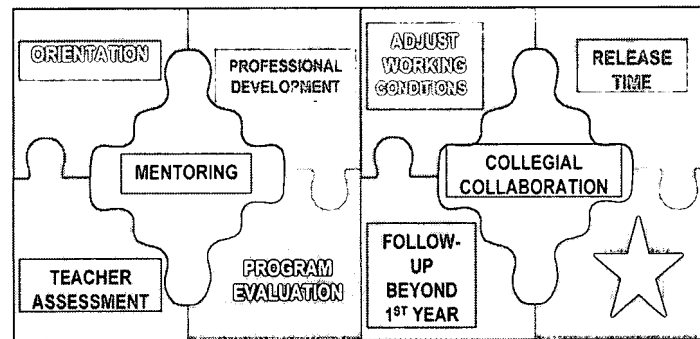 ORIENTATION
PROFESSIONAL
DEVELOPMENT
ADJUST
WORKING
CONDITIONS
RELEASE
TIME
MENTORING
COLLEGIAL
COLLABORATION
TEACHER
ASSESSMENT
PROGRAM
EVALUATION
FOLLOW-
UP
BEYOND
1ST YEAR